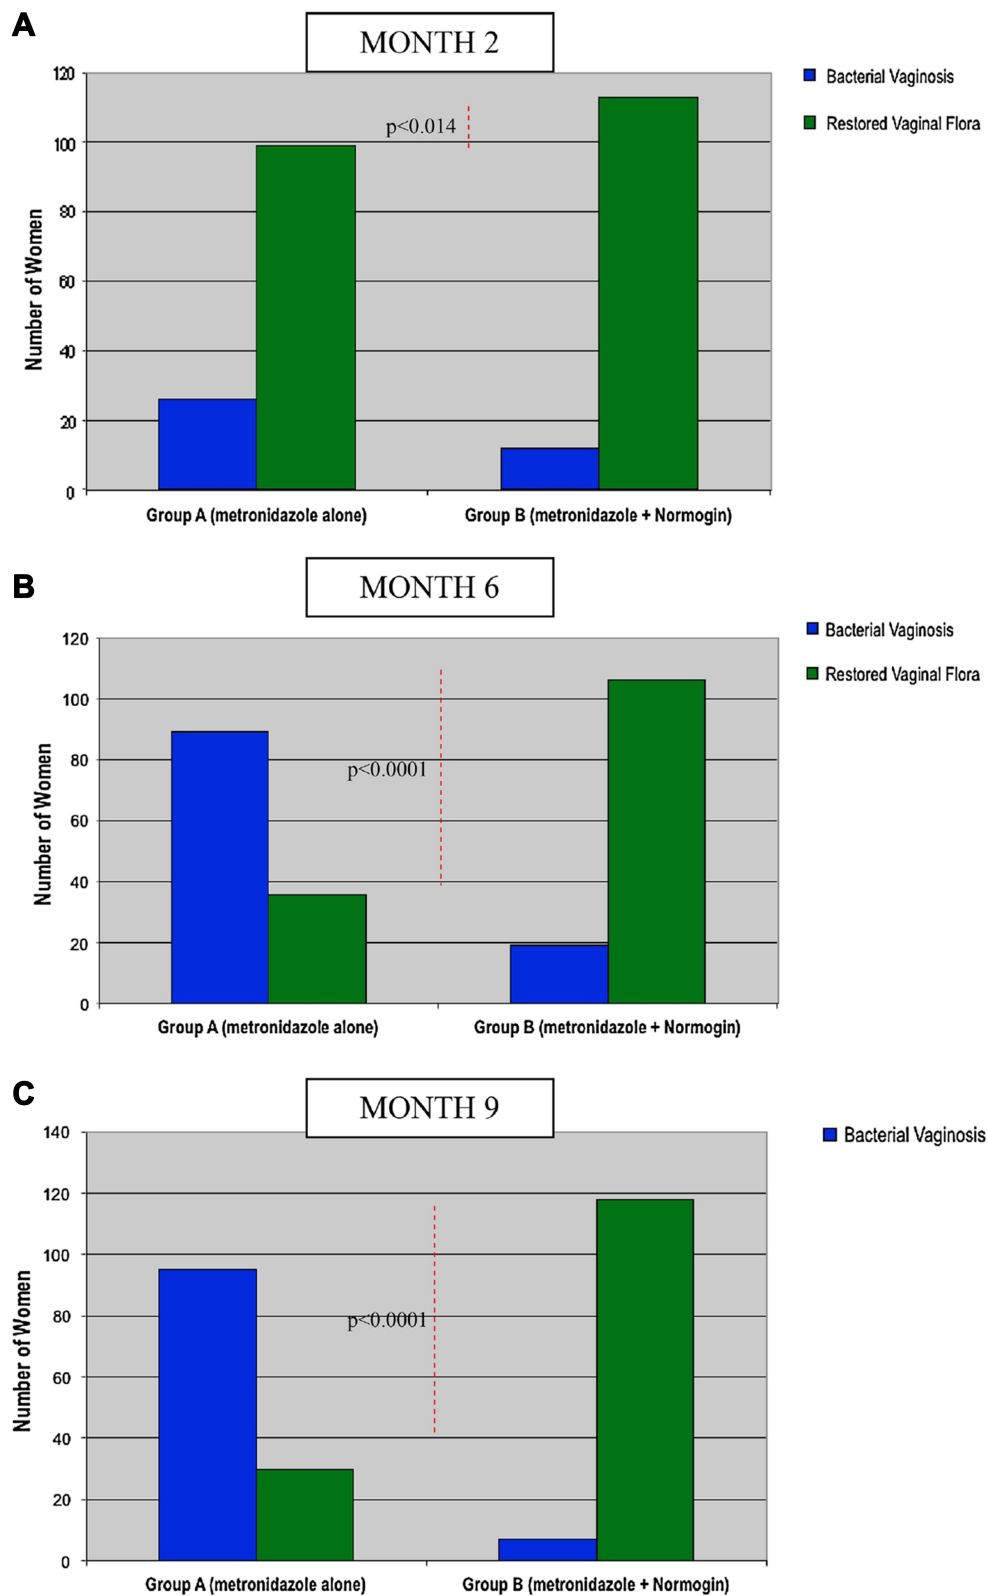 A
MONTH 2
120
100
80
60
40
20
0
Number of Women
p<0.014
Bacterial Vaginosis
Restored Vaginal Flora
Group A (metronidazole alone)
Group B (metronidazole + Normogin)
B
MONTH 6
120
100
80
60
40
20
0
Number of Women
p<0.0001
Bacterial Vaginosis
Restored Vaginal Flora
Group A (metronidazole alone)
Group B (metronidazole + Normogin)
C
MONTH 9
140
120
100
80
60
40
20
0
Number of Women
p<0.0001
Bacterial Vaginosis
Group A (metronidazole alone)
Group B (metronidazole + Normogin)